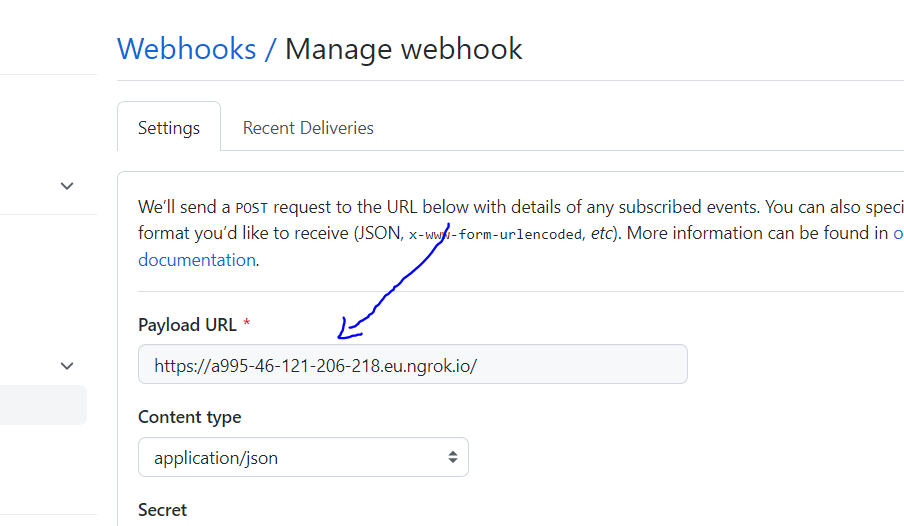 Webhooks / Manage webhook
Settings
Recent Deliveries
We'll send a POST request to the URL below with details of any subscribed events. You can also
format you'd like to receive (JSON, x-www-form-urlencoded, etc). More information can be found in
documentation.
Payload URL *
https://a995-46-121-206-218.eu.ngrok.io/
Content type
application/json
Secret